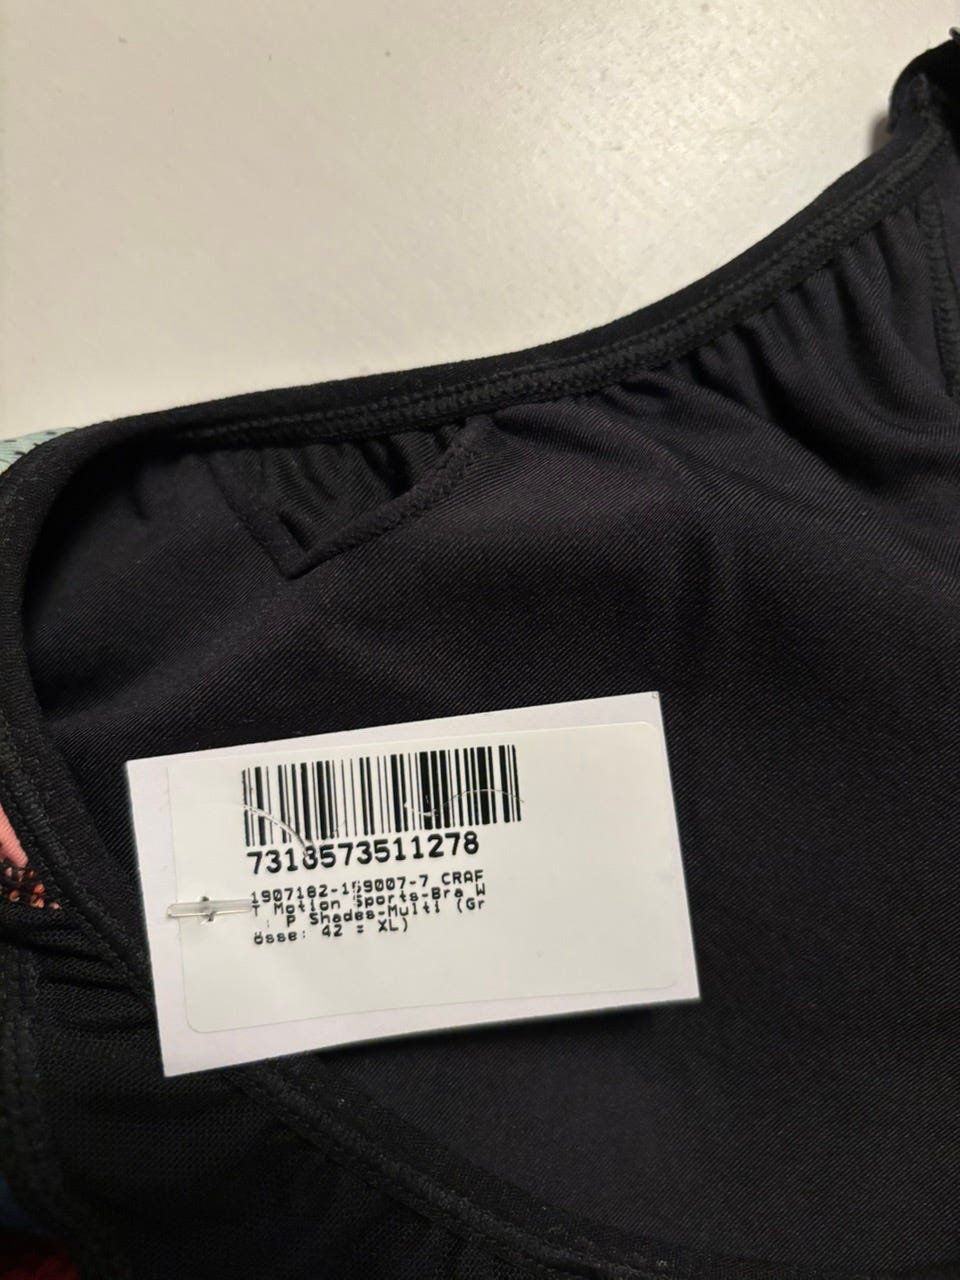 7318573511278
1907182-159007-7 CRAF
T Motion Sports-Bra W
: P Shades-Multi (Gr
össe: 42 = XL)